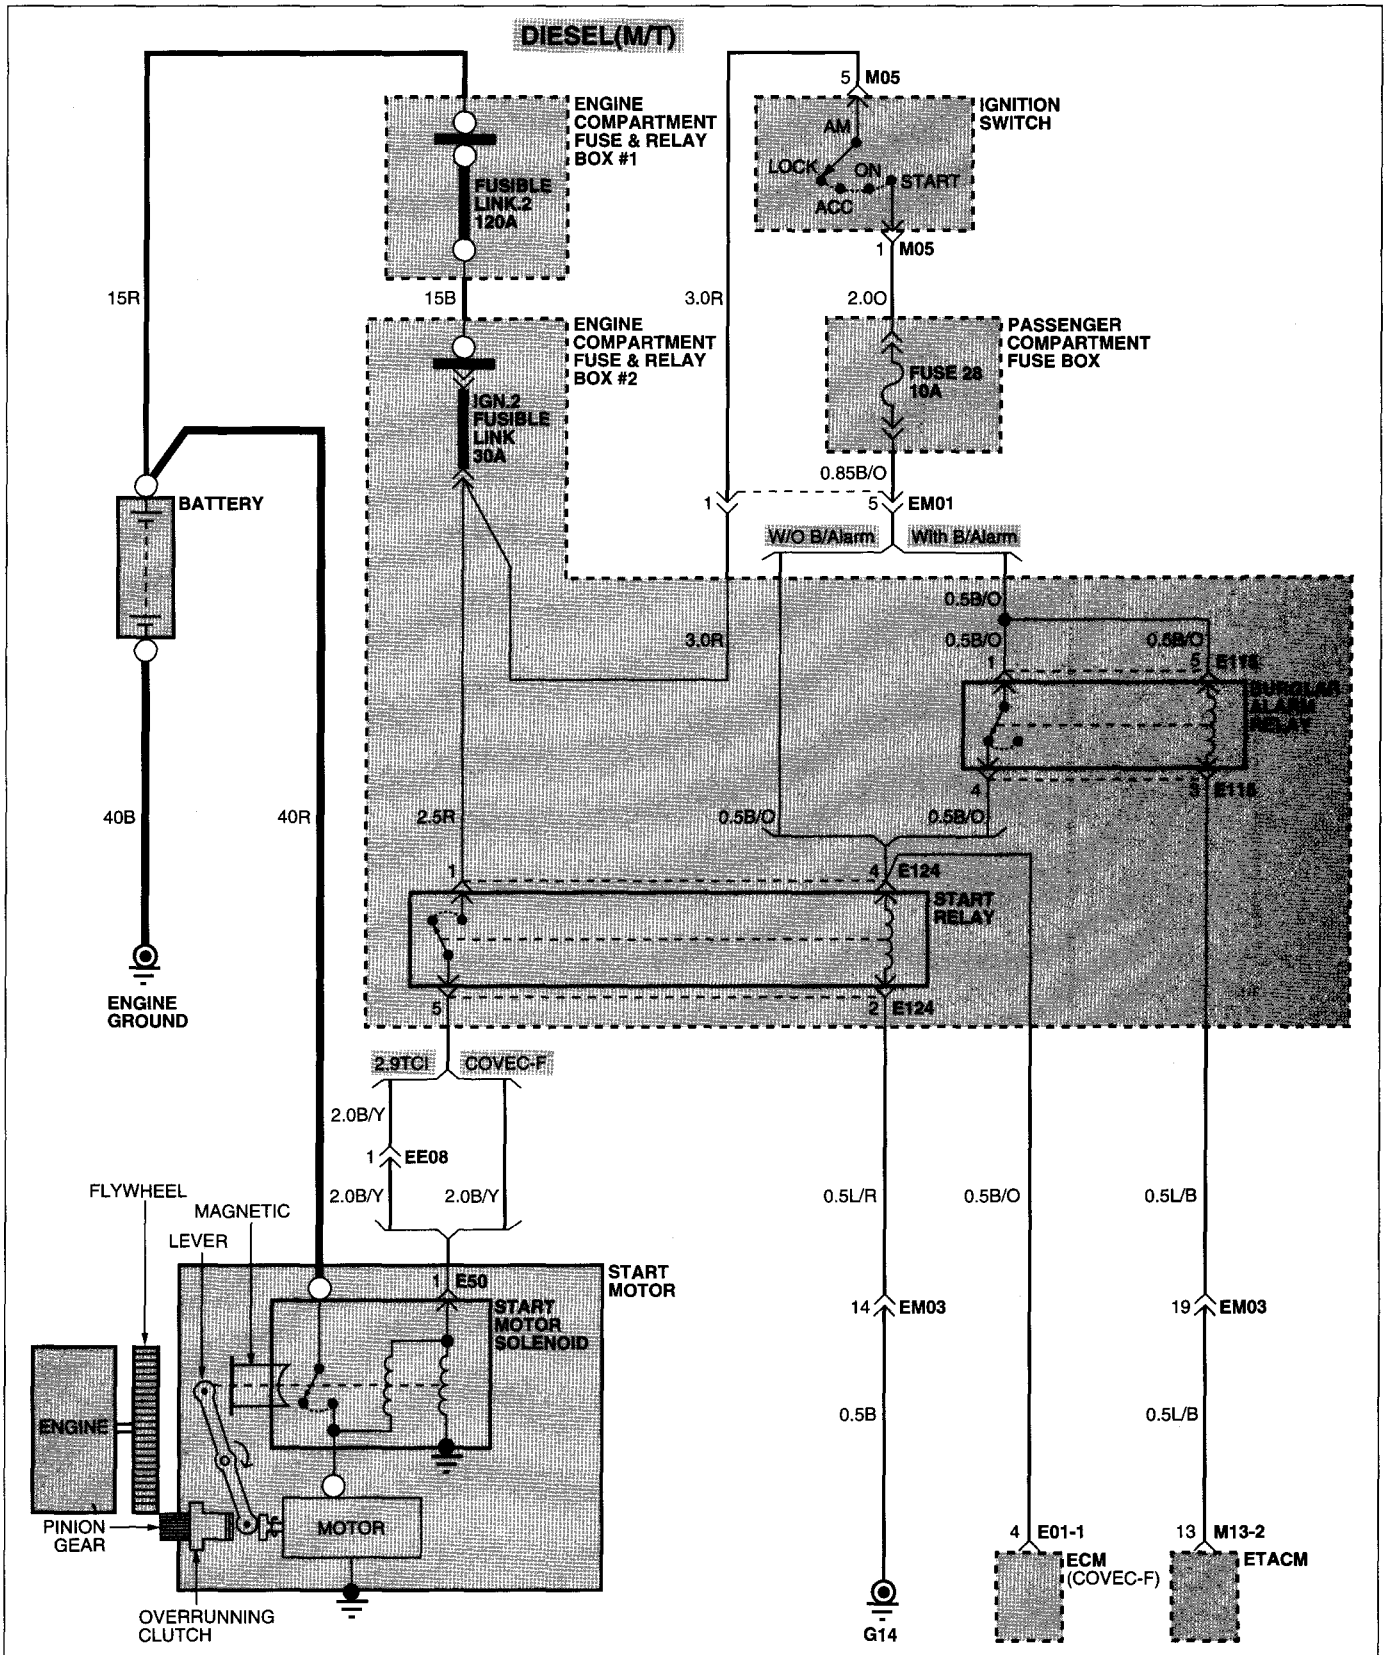 DIESEL(M/T)
5 M05
ENGINE
COMPARTMENT
FUSE & RELAY
BOX #1
IGNITION
SWITCH
AM
LOCK
ON
START
ACC
FUSIBLE
LINK.2
120A
1 M05
15R
15B
3.0R
2.0O
ENGINE
COMPARTMENT
FUSE & RELAY
BOX #2
PASSENGER
COMPARTMENT
FUSE BOX
FUSE 28
10A
IGN.2
FUSIBLE
LINK
30A
0.85B/O
BATTERY
1
5 EM01
W/O B/Alarm
With B/Alarm
0.5B/O
3.0R
0.5B/O
0.5B/O
1
5
BURGLAR
ALARM
RELAY
4
3
40B
40R
2.5R
0.5B/O
0.5B/O
1
4 E124
START
RELAY
ENGINE
GROUND
5
2 E124
2.9TCI
COVEC-F
2.0B/Y
1 EE08
FLYWHEEL
2.0B/Y
2.0B/Y
0.5L/R
0.5B/O
0.5L/B
MAGNETIC
LEVER
START
MOTOR
1 E50
START
MOTOR
SOLENOID
14 EM03
19 EM03
ENGINE
0.5B
0.5L/B
PINION
GEAR
MOTOR
4 E01-1
13 M13-2
ECM
(COVEC-F)
ETACM
OVERRUNNING
CLUTCH
G14